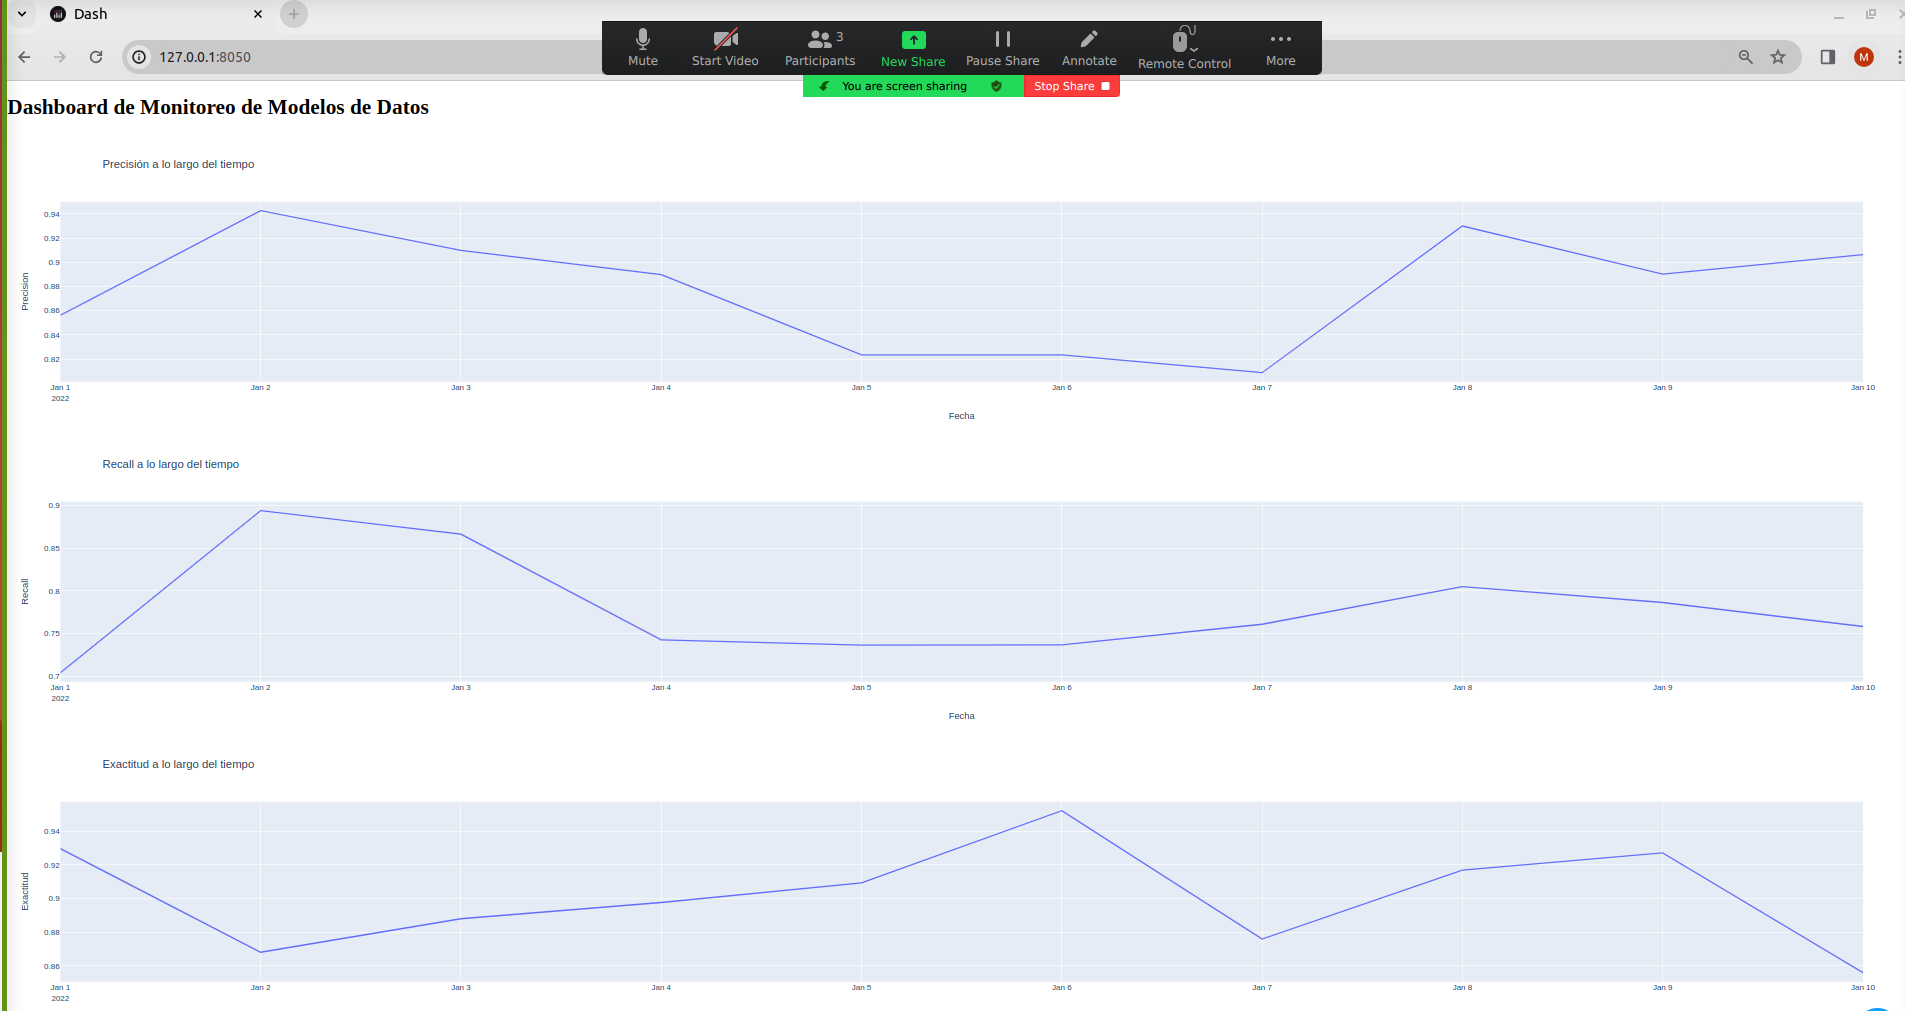 Dash
127.0.0.1:8050
Mute
Start Video
Participants
3
New Share
Pause Share
Annotate
Remote Control
More
You are screen sharing
Stop Share
M
Dashboard de Monitoreo de Modelos de Datos
Precisión a lo largo del tiempo
Precision
0.94
0.92
0.9
0.88
0.86
0.84
0.82
Jan 1
2022
Jan 2
Jan 3
Jan 4
Jan 5
Jan 6
Jan 7
Jan 8
Jan 9
Jan 10
Fecha
Recall a lo largo del tiempo
Recall
0.9
0.85
0.8
0.75
0.7
Jan 1
2022
Jan 2
Jan 3
Jan 4
Jan 5
Jan 6
Jan 7
Jan 8
Jan 9
Jan 10
Fecha
Exactitud a lo largo del tiempo
Exactitud
0.94
0.92
0.9
0.88
0.86
Jan 1
2022
Jan 2
Jan 3
Jan 4
Jan 5
Jan 6
Jan 7
Jan 8
Jan 9
Jan 10